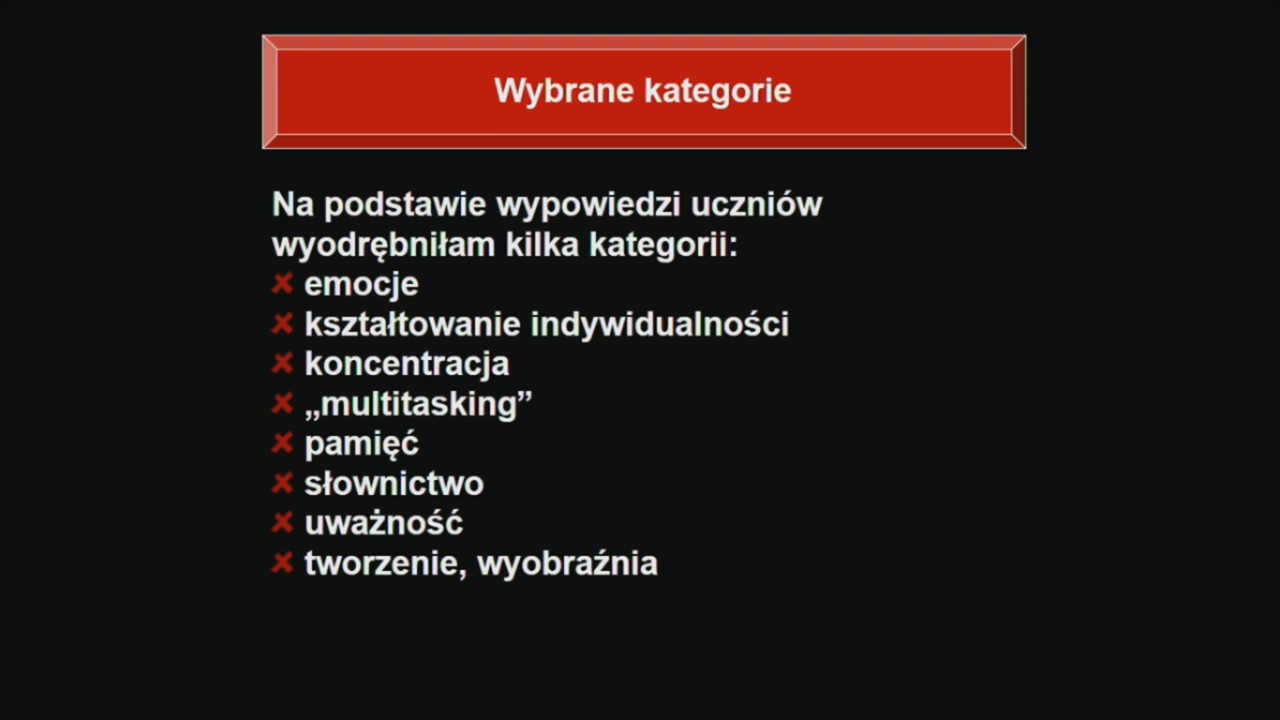 Wybrane kategorie
Na podstawie wypowiedzi uczniów
wyodrębniłam kilka kategorii:
emocje
kształtowanie indywidualności
koncentracja
„multitasking”
pamięć
słownictwo
uważność
tworzenie, wyobraźnia